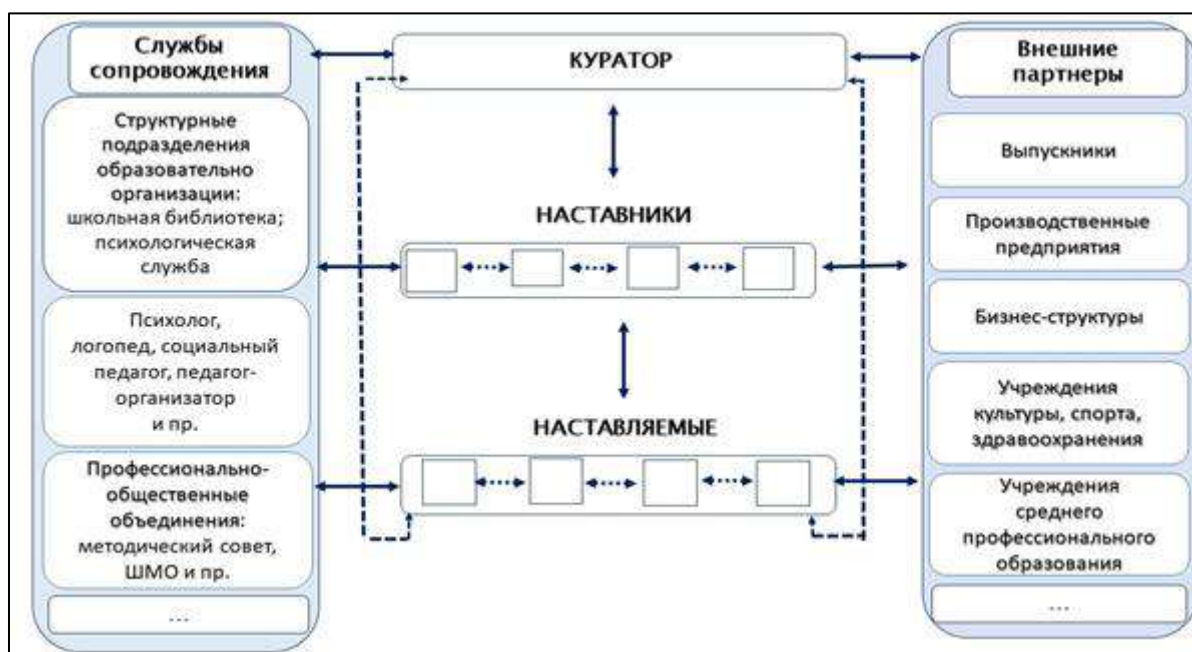 Службы
сопровождения
Структурные
подразделения
образовательно
организации:
школьная библиотека;
психологическая
служба
Психолог,
логопед, социальный
педагог, педагог-
организатор
и пр.
Профессионально-
общественные
объединения:
методический совет,
ШМО и пр.
...
КУРАТОР
НАСТАВНИКИ
НАСТАВЛЯЕМЫЕ
Внешние
партнеры
Выпускники
Производственные
предприятия
Бизнес-структуры
Учреждения
культуры, спорта,
здравоохранения
Учреждения
среднего
профессионального
образования
...